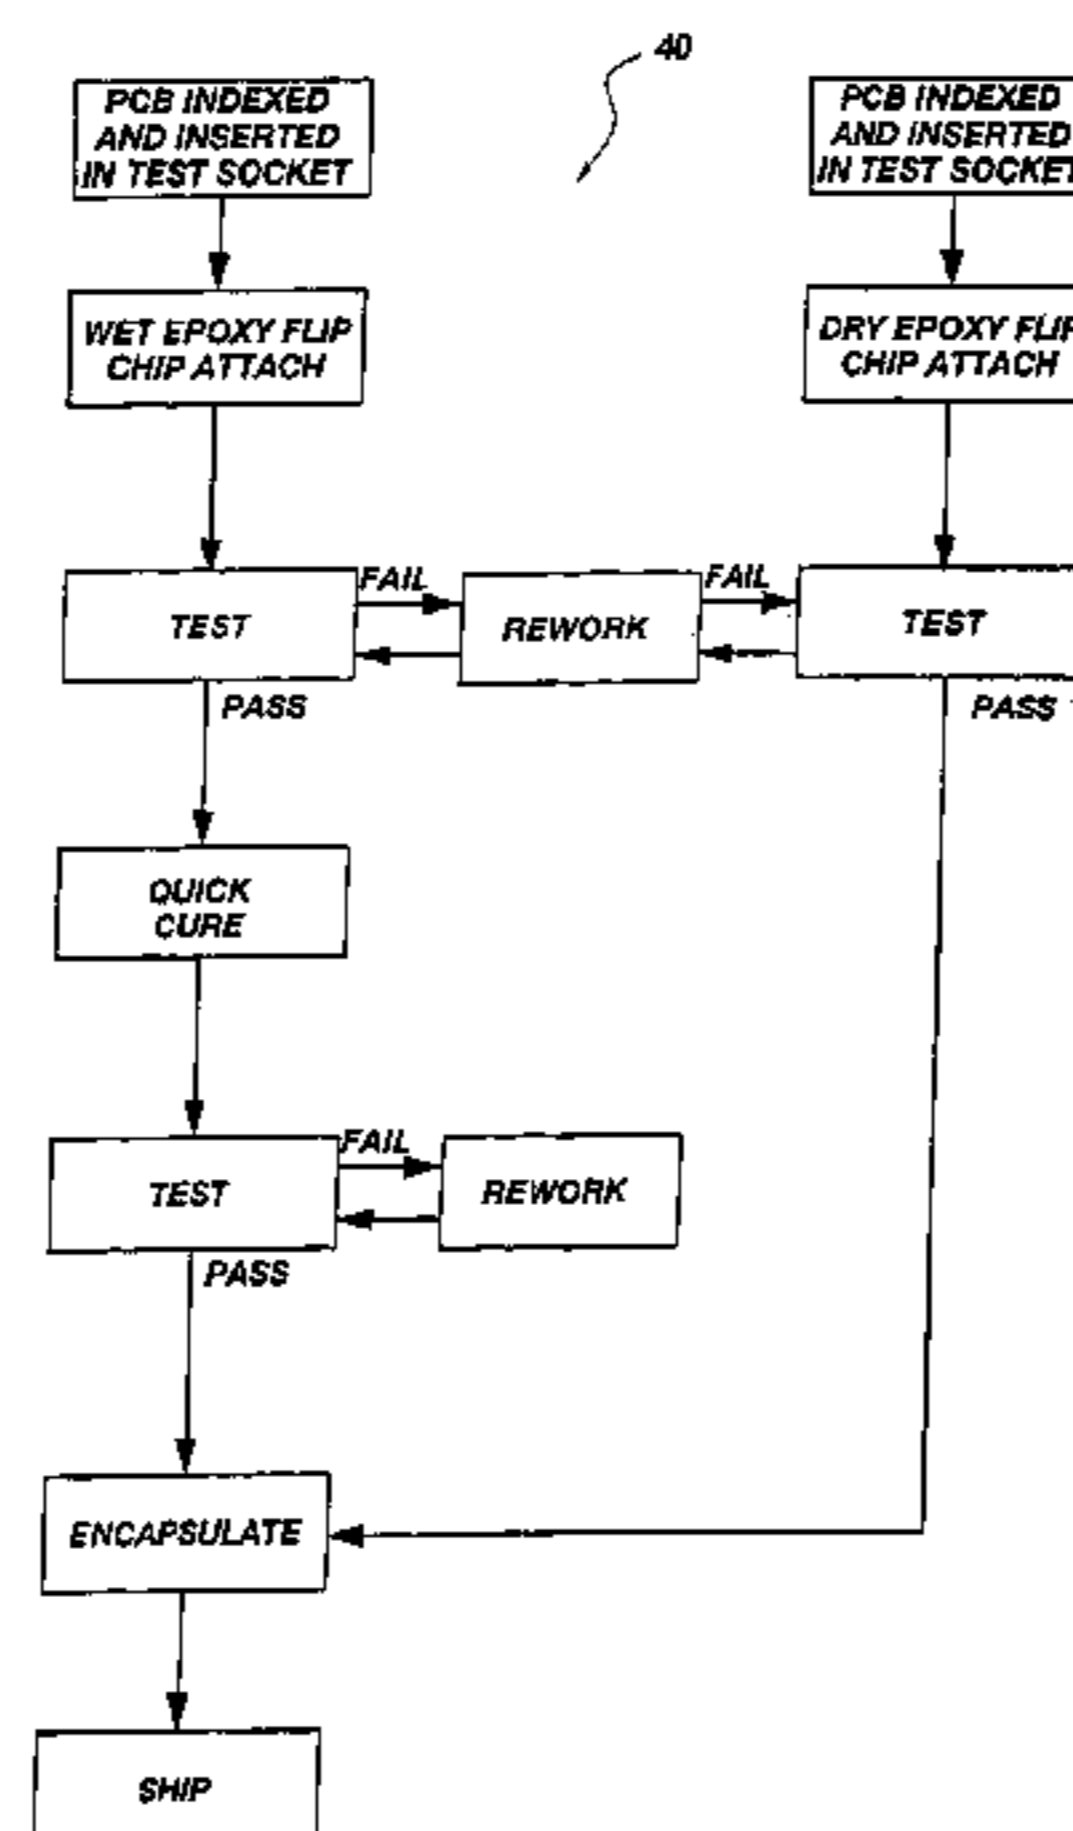 40
PCB INDEXED
AND INSERTED
IN TEST SOCKET
PCB INDEXED
AND INSERTED
IN TEST SOCKET
WET EPOXY FLIP
CHIP ATTACH
DRY EPOXY FLIP
CHIP ATTACH
TEST
FAIL
REWORK
FAIL
TEST
PASS
PASS
QUICK
CURE
TEST
FAIL
REWORK
PASS
ENCAPSULATE
SHIP